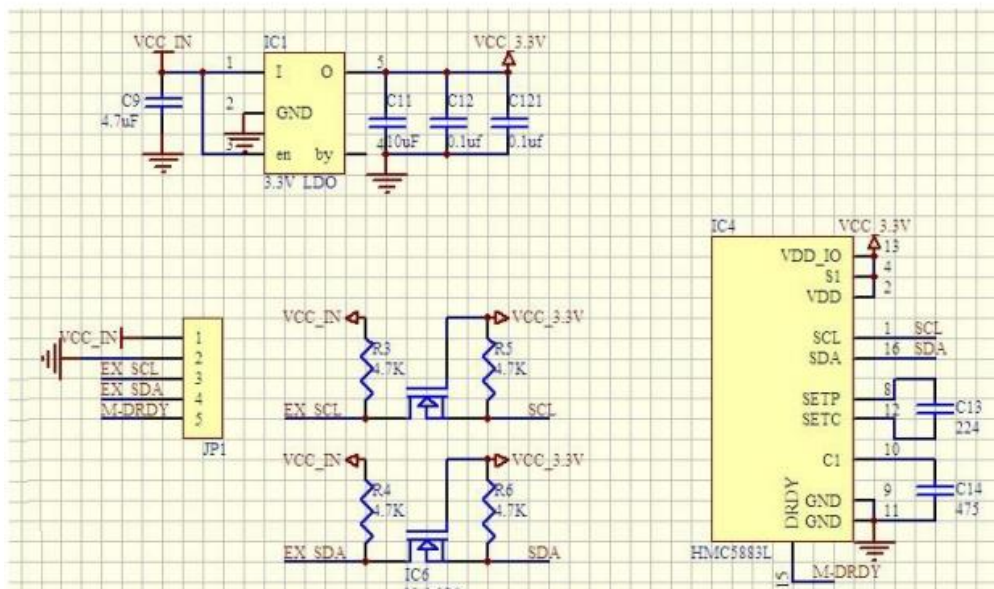 VCC_IN
IC1
VCC_3.3V
1
I
O
5
C9
4.7uF
2
GND
C11
10uF
C12
0.1uf
C121
0.1uf
3
en
by
4
3.3V LDO
IC4
VCC_3.3V
VDD_IO
13
S1
4
VDD
2
SCL
1
SCL
SDA
16
SDA
SETP
8
SETC
12
C13
224
C1
10
C14
475
GND
9
GND
11
DRDY
HMC5883L
15
M-DRDY
VCC_IN
1
2
EX_SCL
3
EX_SDA
4
M-DRDY
5
JP1
VCC_IN
VCC_3.3V
R3
4.7K
R5
4.7K
EX_SCL
SCL
VCC_IN
VCC_3.3V
R4
4.7K
R6
4.7K
EX_SDA
SDA
IC6